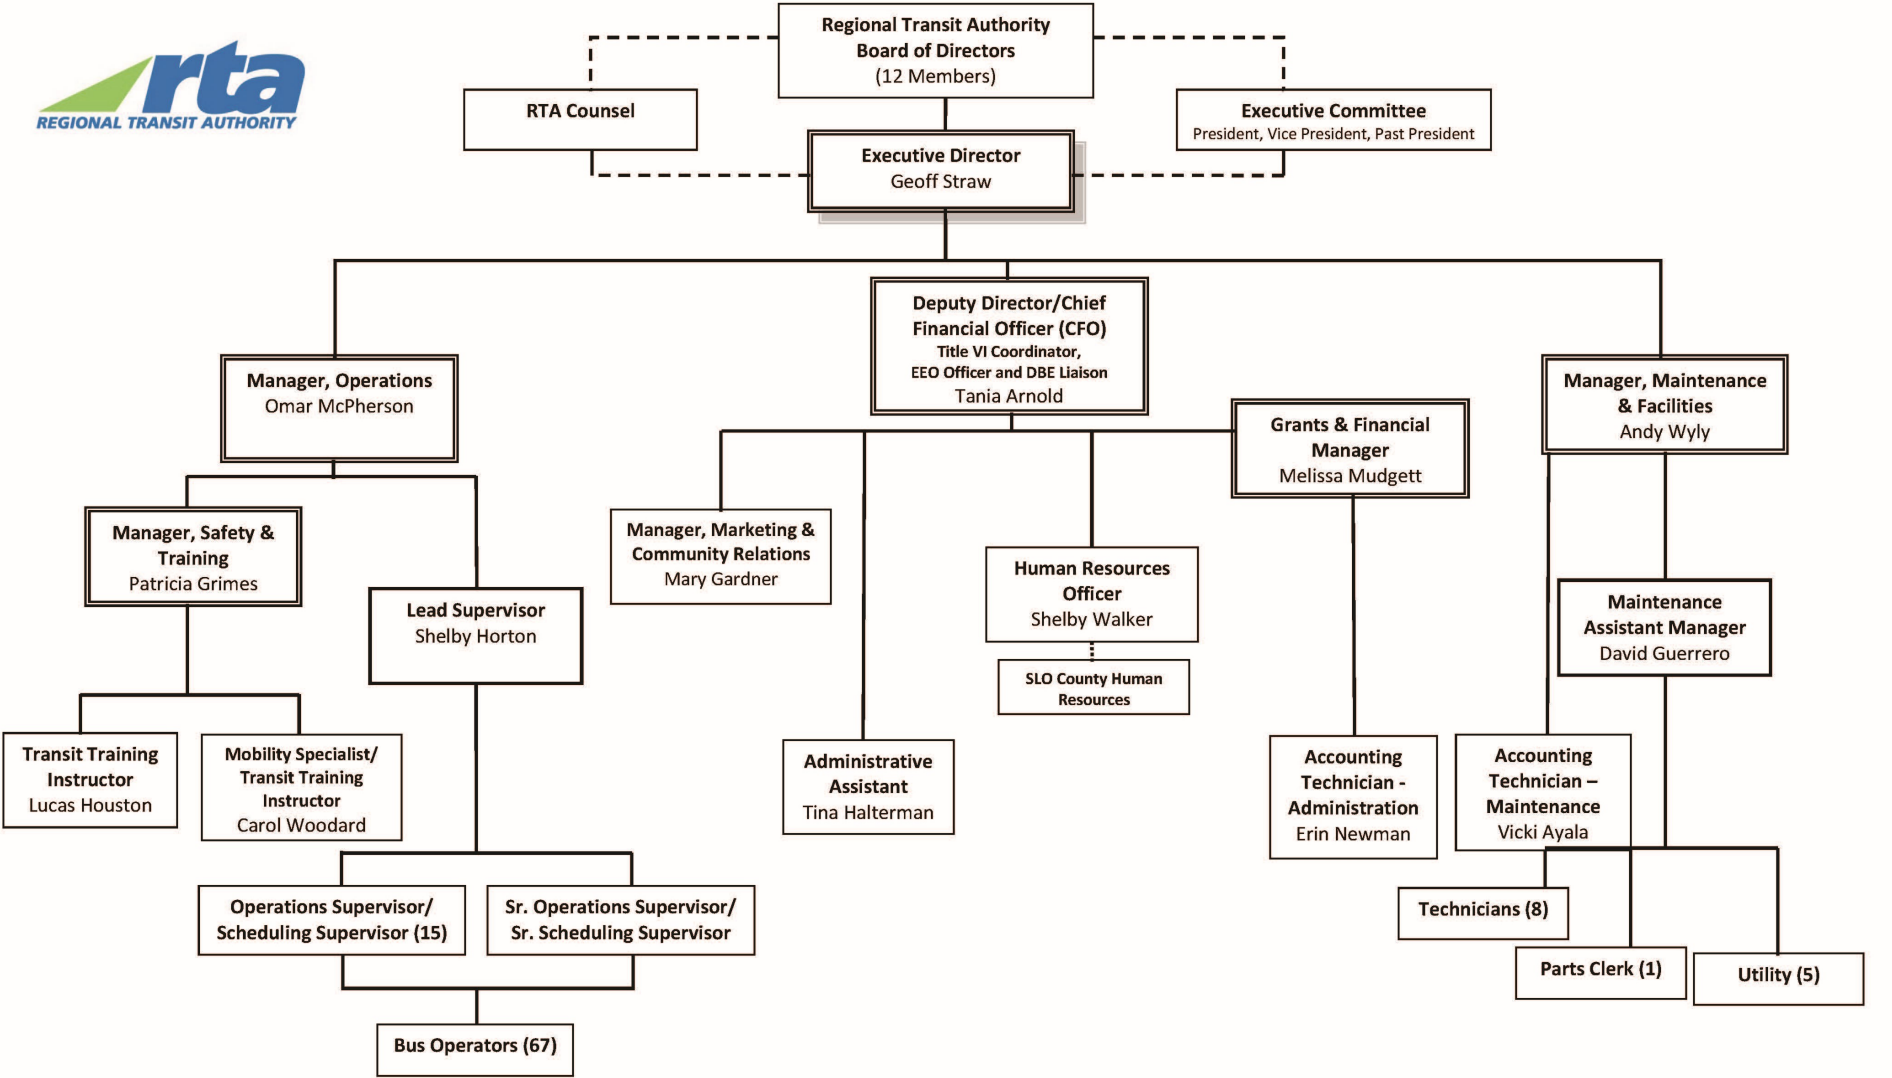 rta
REGIONAL TRANSIT AUTHORITY
Regional Transit Authority
Board of Directors
(12 Members)
RTA Counsel
Executive Committee
President, Vice President, Past President
Executive Director
Geoff Straw
Deputy Director/Chief
Financial Officer (CFO)
Title VI Coordinator,
EEO Officer and DBE Liaison
Tania Arnold
Manager, Operations
Omar McPherson
Manager, Maintenance
& Facilities
Andy Wyly
Grants & Financial
Manager
Melissa Mudgett
Manager, Safety &
Training
Patricia Grimes
Lead Supervisor
Shelby Horton
Manager, Marketing &
Community Relations
Mary Gardner
Human Resources
Officer
Shelby Walker
SLO County Human
Resources
Maintenance
Assistant Manager
David Guerrero
Transit Training
Instructor
Lucas Houston
Mobility Specialist/
Transit Training
Instructor
Carol Woodard
Administrative
Assistant
Tina Halterman
Accounting
Technician -
Administration
Erin Newman
Accounting
Technician –
Maintenance
Vicki Ayala
Operations Supervisor/
Scheduling Supervisor (15)
Sr. Operations Supervisor/
Sr. Scheduling Supervisor
Technicians (8)
Parts Clerk (1)
Utility (5)
Bus Operators (67)